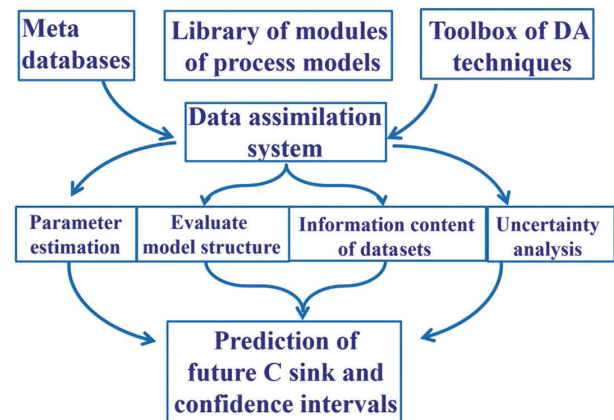 Meta
databases
Library of modules
of process models
Toolbox of DA
techniques
Data assimilation
system
Parameter
estimation
Evaluate
model structure
Information content
of datasets
Uncertainty
analysis
Prediction of
future C sink and
confidence intervals